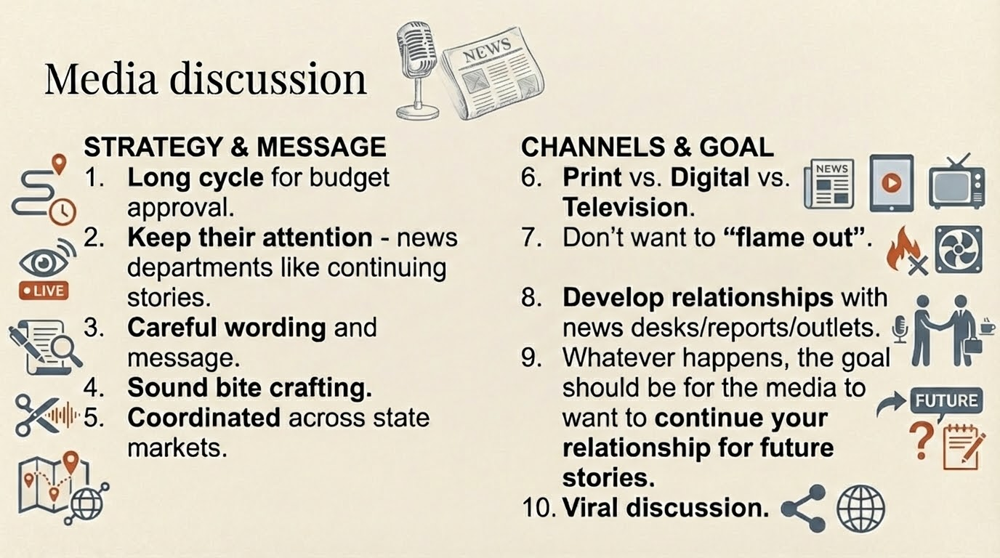 Media discussion
NEWS
STRATEGY & MESSAGE
1. Long cycle for budget
approval.
2. Keep their attention - news
departments like continuing
stories.
LIVE
3. Careful wording and
message.
4. Sound bite crafting.
5. Coordinated across state
markets.
CHANNELS & GOAL
6. Print vs. Digital vs.
Television.
NEWS
7. Don't want to “flame out”.
8. Develop relationships with
news desks/reports/outlets.
9. Whatever happens, the goal
should be for the media to
want to continue your
relationship for future
stories.
FUTURE
?
10. Viral discussion.